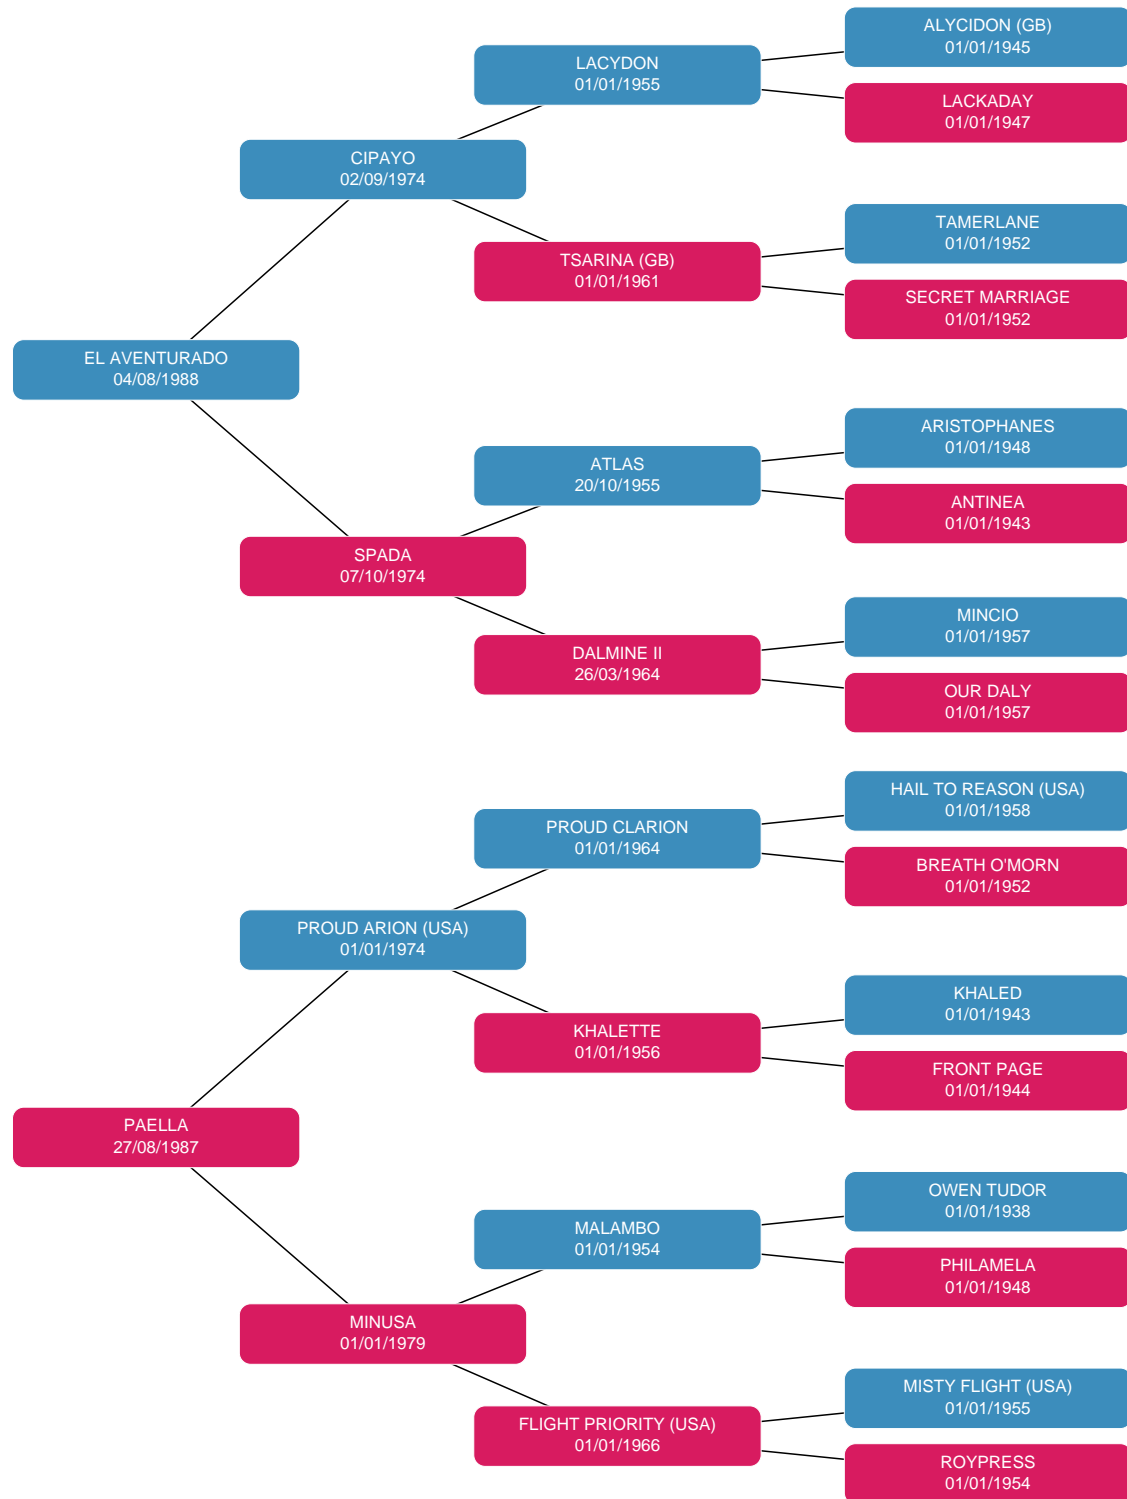 ALYCIDON (GB)
01/01/1945
LACYDON
01/01/1955
LACKADAY
01/01/1947
CIPAYO
02/09/1974
TAMERLANE
01/01/1952
TSARINA (GB)
01/01/1961
SECRET MARRIAGE
01/01/1952
EL AVENTURADO
04/08/1988
ARISTOPHANES
01/01/1948
ATLAS
20/10/1955
ANTINEA
01/01/1943
SPADA
07/10/1974
MINCIO
01/01/1957
DALMINE II
26/03/1964
OUR DALY
01/01/1957
HAIL TO REASON (USA)
01/01/1958
PROUD CLARION
01/01/1964
BREATH O'MORN
01/01/1952
PROUD ARION (USA)
01/01/1974
KHALED
01/01/1943
KHALETTE
01/01/1956
FRONT PAGE
01/01/1944
PAELLA
27/08/1987
OWEN TUDOR
01/01/1938
MALAMBO
01/01/1954
PHILAMELA
01/01/1948
MINUSA
01/01/1979
MISTY FLIGHT (USA)
01/01/1955
FLIGHT PRIORITY (USA)
01/01/1966
ROYPRESS
01/01/1954